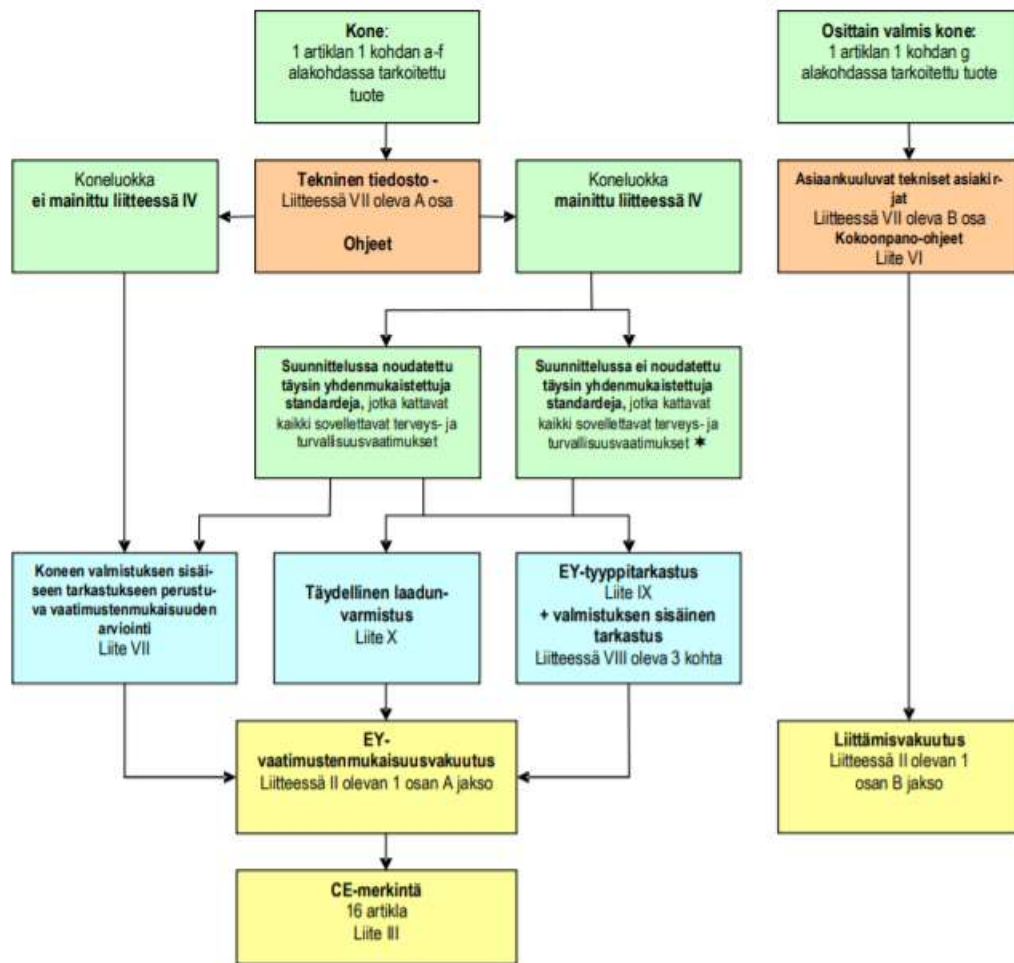 Kone:
1 artiklan 1 kohdan a-f
alakohdassa tarkoitettu
tuote
Osittain valmis kone:
1 artiklan 1 kohdan g
alakohdassa tarkoitettu tuote
Koneluokka
ei mainittu liitteessä IV
Tekninen tiedosto -
Liitteessä VII oleva A osa
Ohjeet
Koneluokka
mainittu liitteessä IV
Asiaankuuluvat tekniset asiakir-
jat
Liitteessä VII oleva B osa
Kokoonpano-ohjeet
Liite VI
Suunnittelussa noudatettu
täysin yhdenmukaistettuja
standardeja, jotka kattavat
kaikki sovellettavat terveys- ja
turvallisuusvaatimukset
Suunnittelussa ei noudatettu
täysin yhdenmukaistettuja
standardeja, jotka kattavat
kaikki sovellettavat terveys- ja
turvallisuusvaatimukset *
Koneen valmistuksen sisäi-
seen tarkastukseen perustu-
va vaatimustenmukaisuuden
arviointi
Liite VII
Täydellinen laadun-
varmistus
Liite X
EY-tyyppitarkastus
Liite IX
+ valmistuksen sisäinen
tarkastus
Liitteessä VIII oleva 3 kohta
EY-
vaatimustenmukaisuusvakuutus
Liitteessä II olevan 1 osan A jakso
Liittämisvakuutus
Liitteessä II olevan 1
osan B jakso
CE-merkintä
16 artikla
Liite III